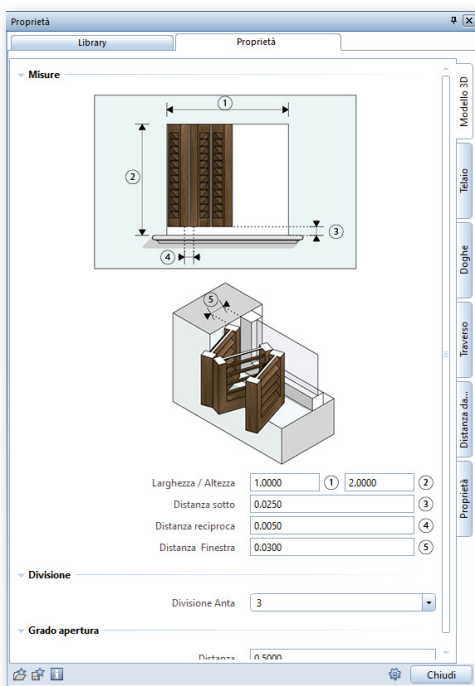 Proprietà
Library
Proprietà
Misure
1
2
3
4
5
Larghezza / Altezza 1.0000 1 2.0000 2
Distanza sotto 0.0250 3
Distanza reciproca 0.0050 4
Distanza Finestra 0.0300 5
Divisione
Divisione Anta 3
Grado apertura
Distanza 0.5000
Chiudi
Modello 3D
Telaio
Doghe
Traverso
Distanza da...
Proprietà